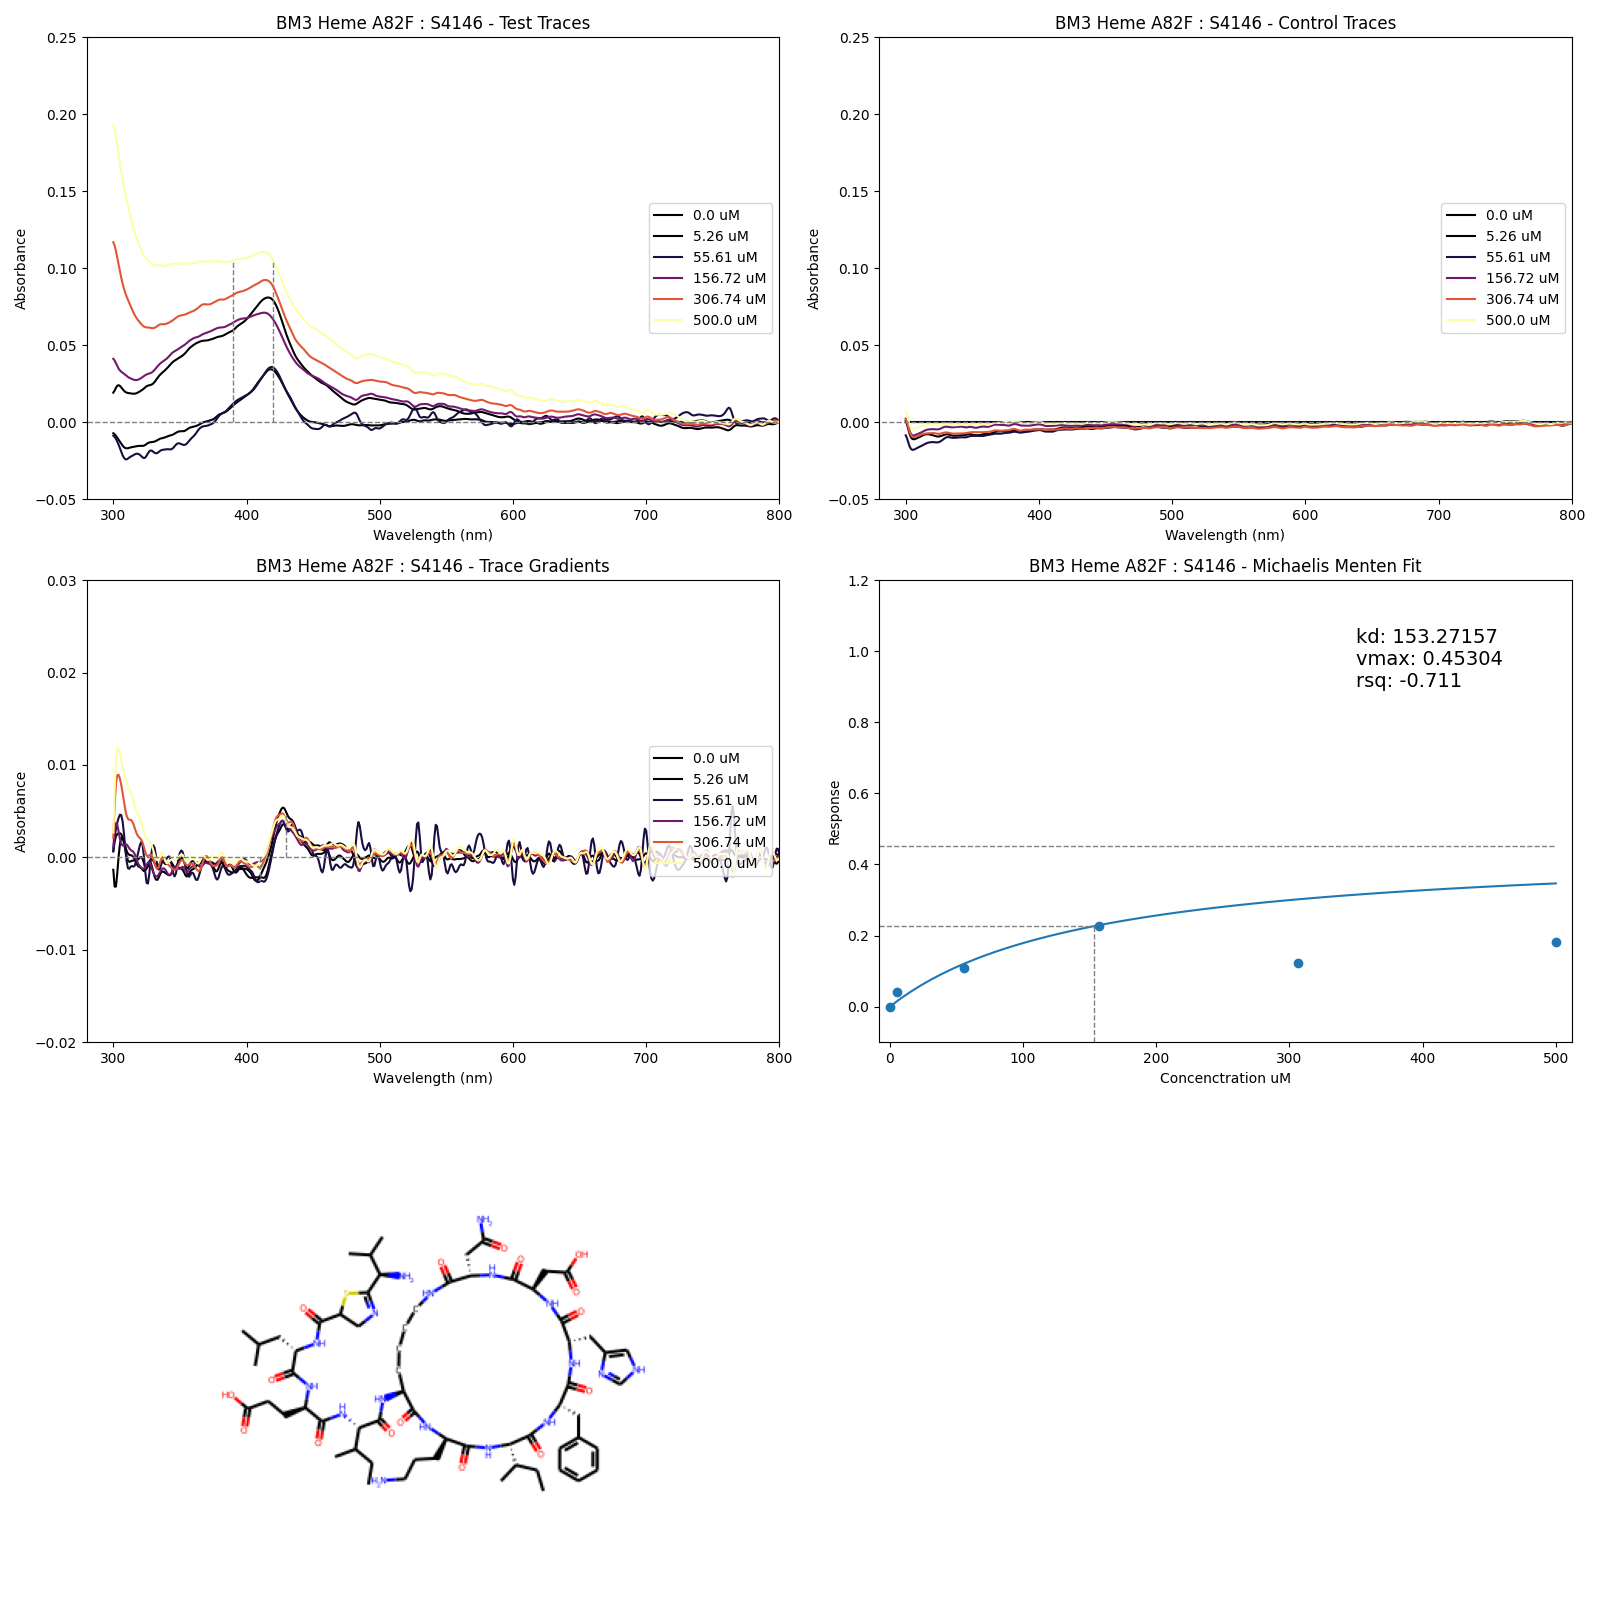 BM3 Heme A82F : S4146 - Test Traces
0.25
0.20
0.15
0.10
0.05
0.00
−0.05
Absorbance
300 400 500 600 700 800
Wavelength (nm)
0.0 uM
5.26 uM
55.61 uM
156.72 uM
306.74 uM
500.0 uM
BM3 Heme A82F : S4146 - Control Traces
0.25
0.20
0.15
0.10
0.05
0.00
−0.05
Absorbance
300 400 500 600 700 800
Wavelength (nm)
0.0 uM
5.26 uM
55.61 uM
156.72 uM
306.74 uM
500.0 uM
BM3 Heme A82F : S4146 - Trace Gradients
0.03
0.02
0.01
0.00
−0.01
−0.02
Absorbance
300 400 500 600 700 800
Wavelength (nm)
0.0 uM
5.26 uM
55.61 uM
156.72 uM
306.74 uM
500.0 uM
BM3 Heme A82F : S4146 - Michaelis Menten Fit
1.2
1.0
0.8
0.6
0.4
0.2
0.0
Response
kd: 153.27157
vmax: 0.45304
rsq: -0.711
0 100 200 300 400 500
Concenctration uM